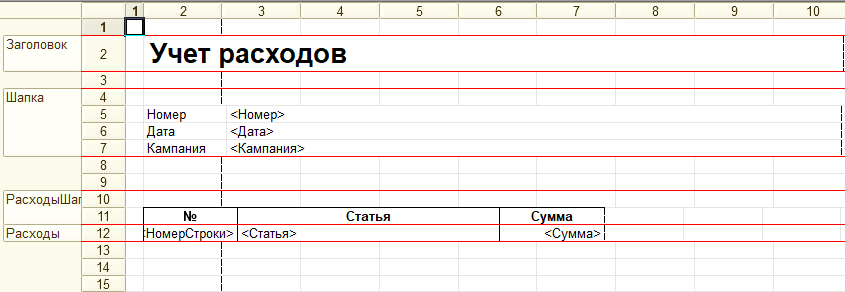 1 2 3 4 5 6 7 8 9 10
1
Заголовок 2 Учет расходов
3
Шапка 4
5 Номер <Номер>
6 Дата <Дата>
7 Кампания <Кампания>
8
9
РасходыШап 10
11 № Статья Сумма
Расходы 12 <НомерСтроки> <Статья> <Сумма>
13
14
15